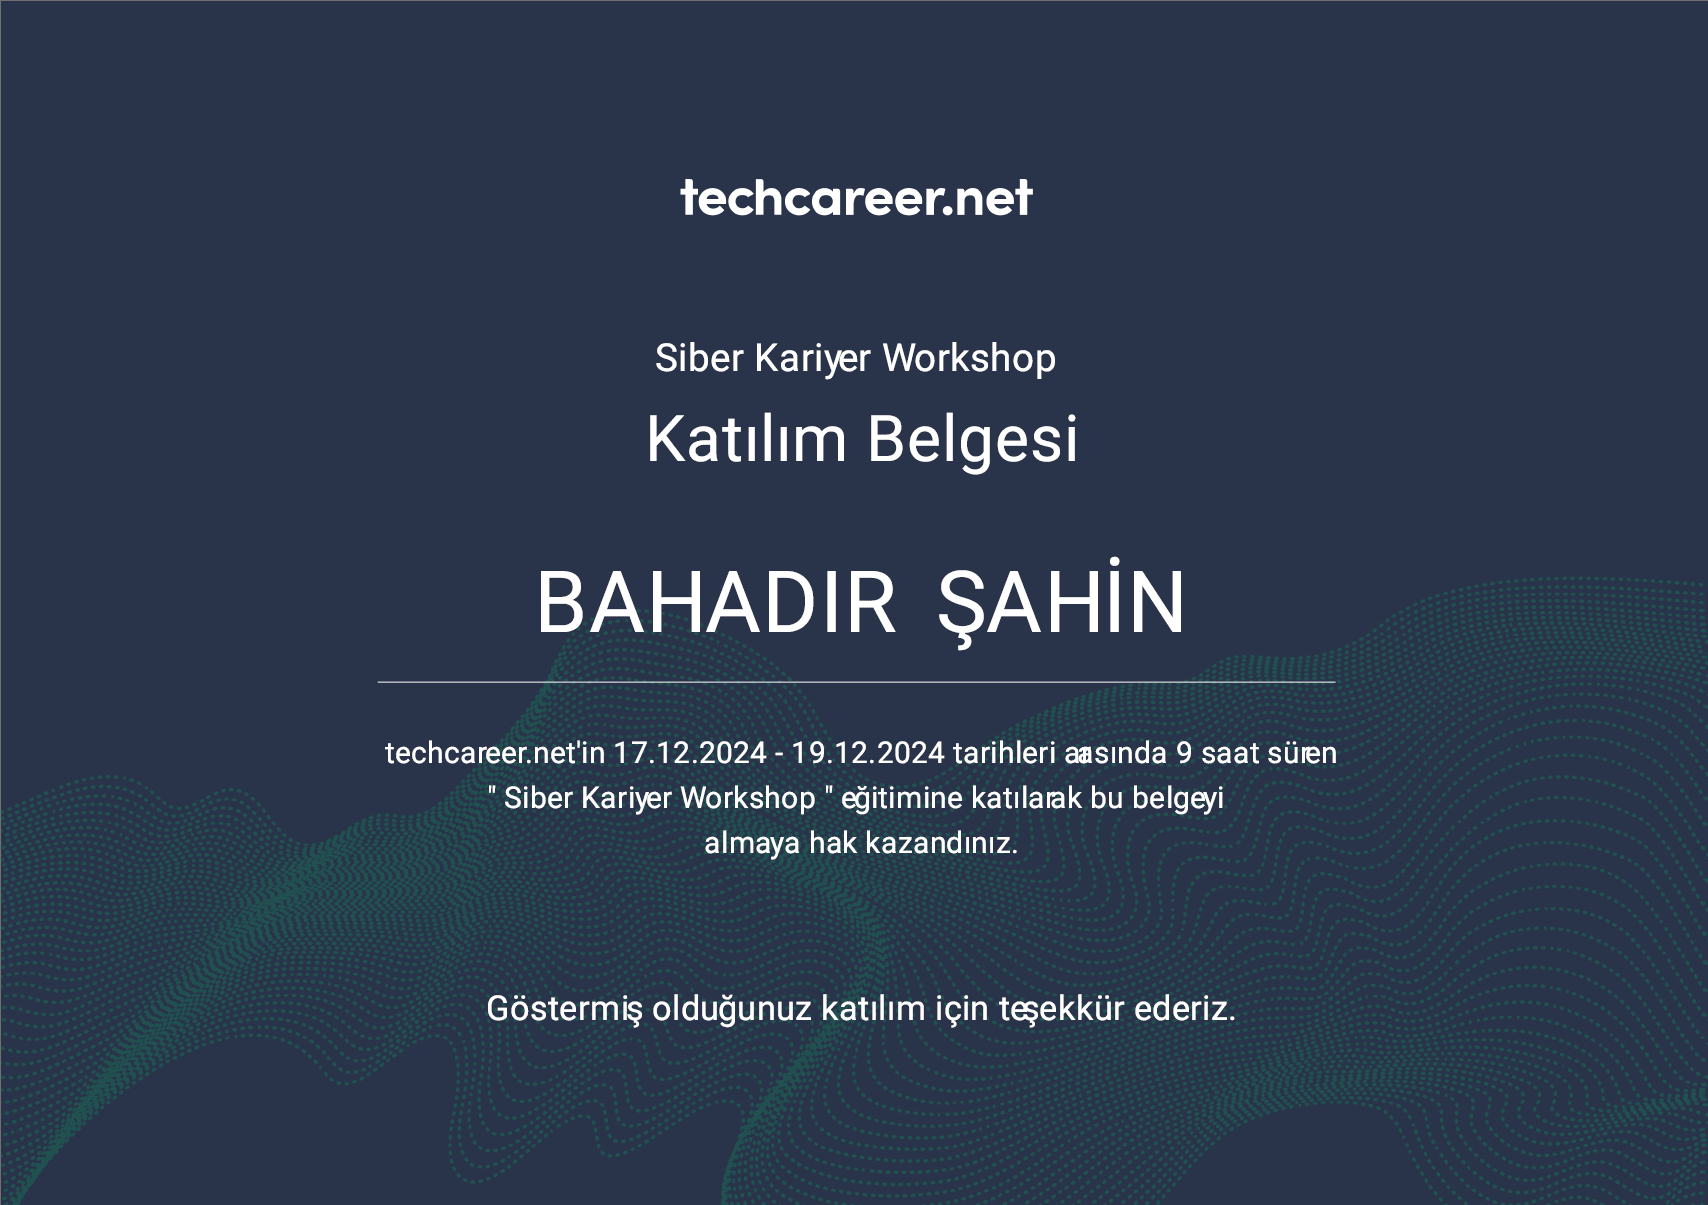 techcareer.net
Siber Kariyer Workshop
Katılım Belgesi
BAHADIR ŞAHİN
techcareer.net'in 17.12.2024 - 19.12.2024 tarihleri arasında 9 saat süren
" Siber Kariyer Workshop " eğitimine katılarak bu belgeyi
almaya hak kazandınız.
Göstermiş olduğunuz katılım için teşekkür ederiz.